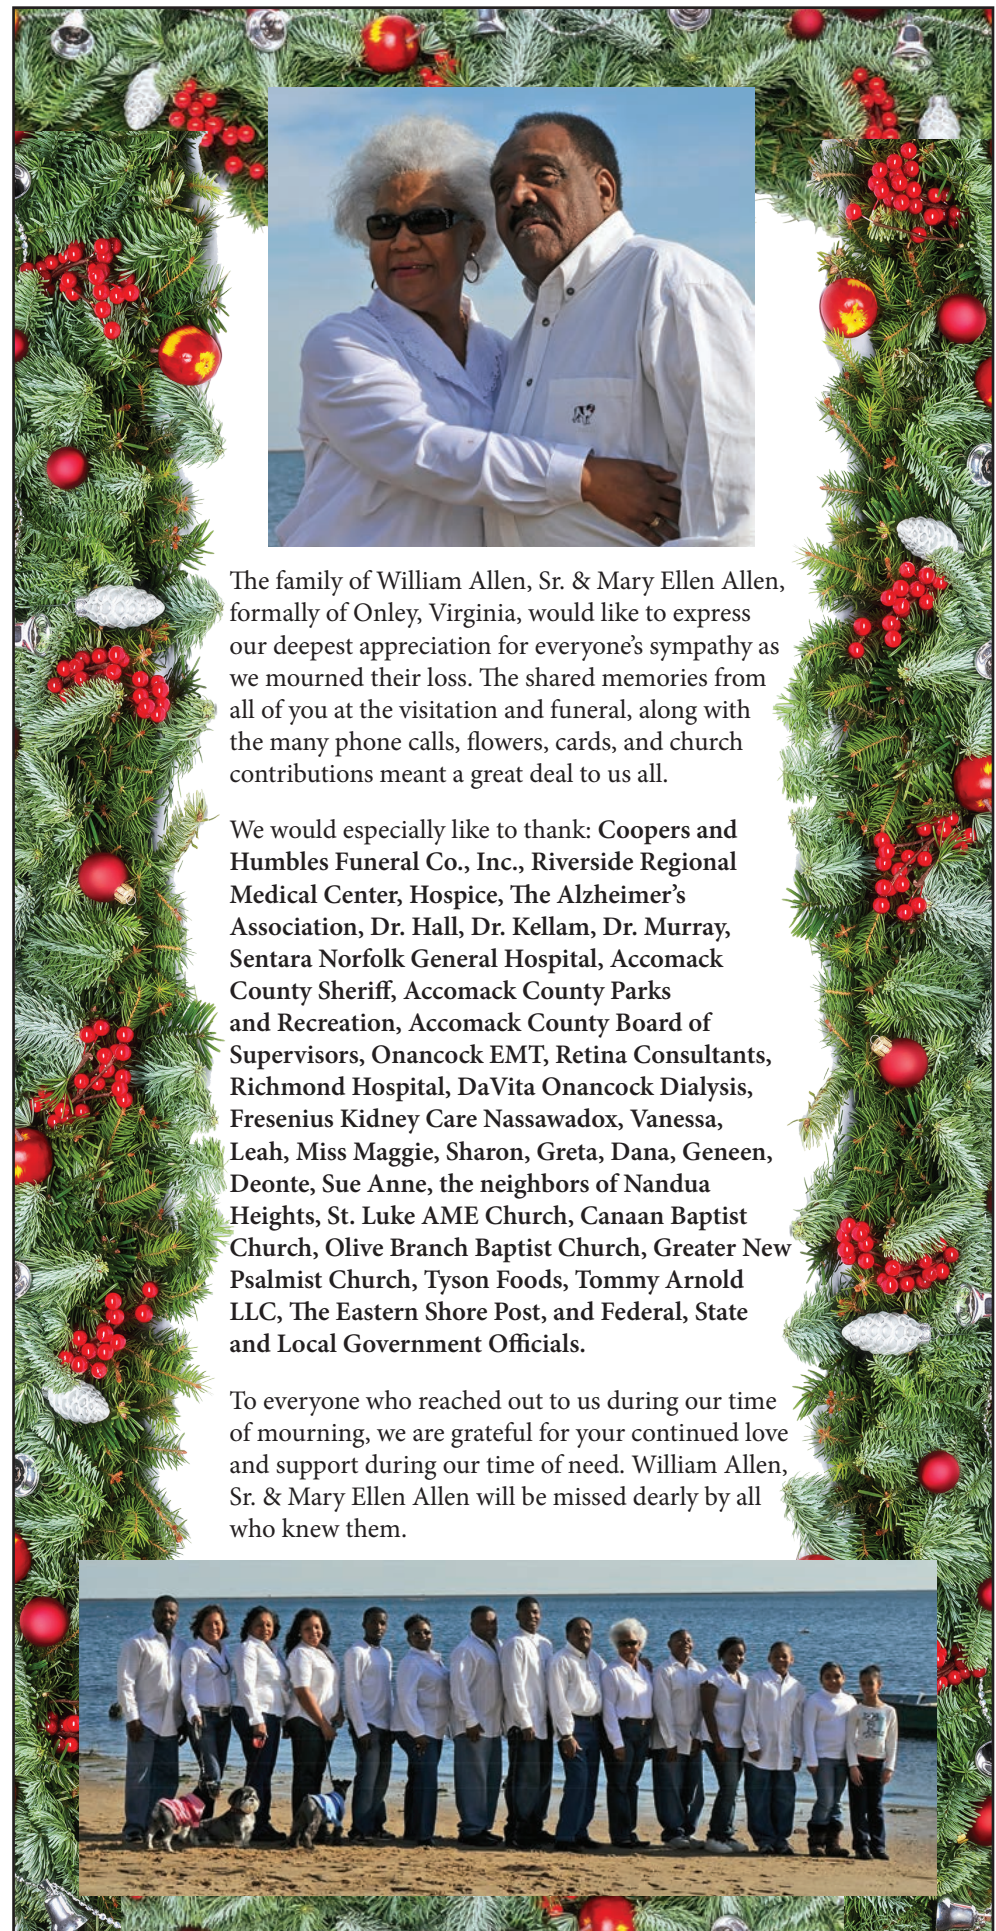 The family of William Allen, Sr. & Mary Ellen Allen,
formally of Onley, Virginia, would like to express
our deepest appreciation for everyone's sympathy as
we mourned their loss. The shared memories from
all of you at the visitation and funeral, along with
the many phone calls, flowers, cards, and church
contributions meant a great deal to us all.
We would especially like to thank: Coopers and
Humbles Funeral Co., Inc., Riverside Regional
Medical Center, Hospice, The Alzheimer's
Association, Dr. Hall, Dr. Kellam, Dr. Murray,
Sentara Norfolk General Hospital, Accomack
County Sheriff, Accomack County Parks
and Recreation, Accomack County Board of
Supervisors, Onancock EMT, Retina Consultants,
Richmond Hospital, DaVita Onancock Dialysis,
Fresenius Kidney Care Nassawadox, Vanessa,
Leah, Miss Maggie, Sharon, Greta, Dana, Geneen,
Deonte, Sue Anne, the neighbors of Nandua
Heights, St. Luke AME Church, Canaan Baptist
Church, Olive Branch Baptist Church, Greater New
Psalmist Church, Tyson Foods, Tommy Arnold
LLC, The Eastern Shore Post, and Federal, State
and Local Government Officials.
To everyone who reached out to us during our time
of mourning, we are grateful for your continued love
and support during our time of need. William Allen,
Sr. & Mary Ellen Allen will be missed dearly by all
who knew them.